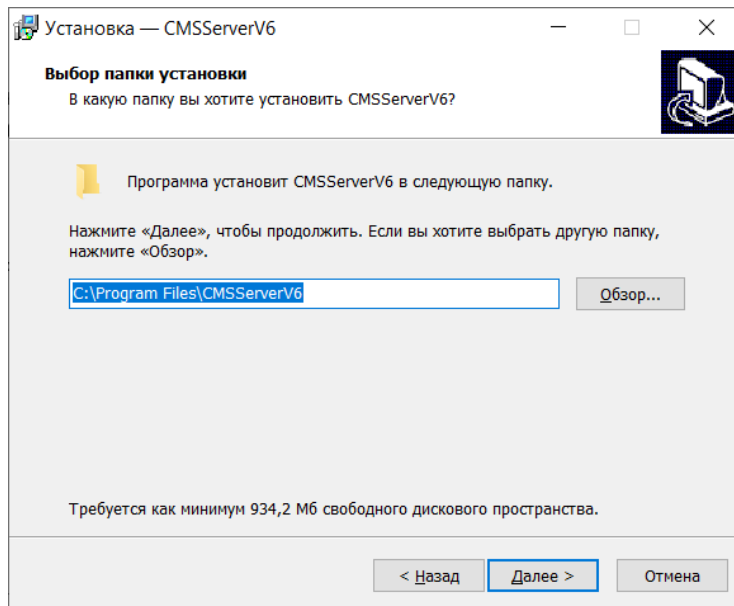 Установка — CMSServerV6
Выбор папки установки
В какую папку вы хотите установить CMSServerV6?
Программа установит CMSServerV6 в следующую папку.
Нажмите «Далее», чтобы продолжить. Если вы хотите выбрать другую папку,
нажмите «Обзор».
C:\Program Files\CMSServerV6
Обзор...
Требуется как минимум 934,2 Мб свободного дискового пространства.
< Назад
Далее >
Отмена